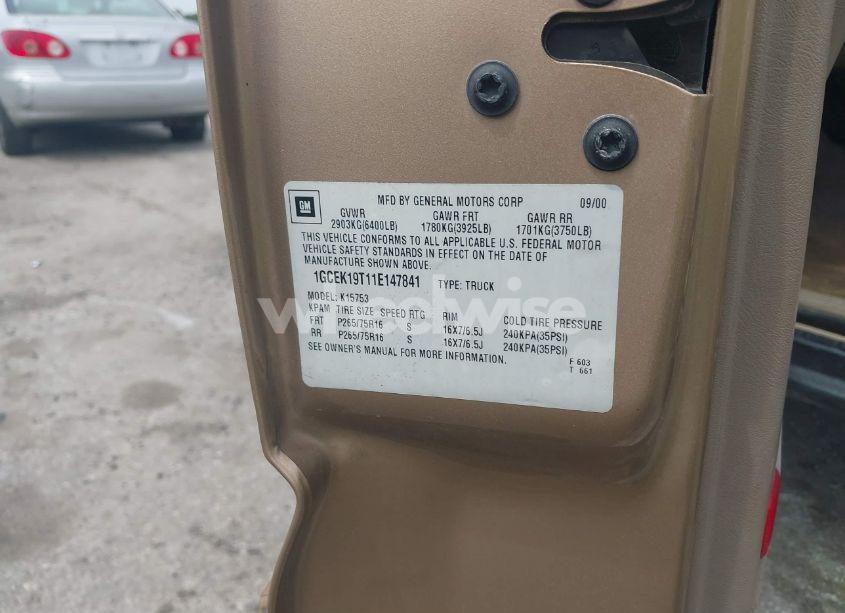 GM
MFD BY GENERAL MOTORS CORP 09/00
GVWR GAWR FRT GAWR RR
2903KG(6400LB) 1780KG(3925LB) 1701KG(3750LB)
THIS VEHICLE CONFORMS TO ALL APPLICABLE U.S. FEDERAL MOTOR
VEHICLE SAFETY STANDARDS IN EFFECT ON THE DATE OF
MANUFACTURE SHOWN ABOVE.
1GCEK19T11E147841 TYPE: TRUCK
MODEL: K15753
KPAM TIRE SIZE SPEED RTG RIM COLD TIRE PRESSURE
FRT P265/75R16 S 16X7/6.5J 240KPA(35PSI)
RR P265/75R16 S 16X7/6.5J 240KPA(35PSI)
SEE OWNER'S MANUAL FOR MORE INFORMATION.
F 603
T 661
wheelwise